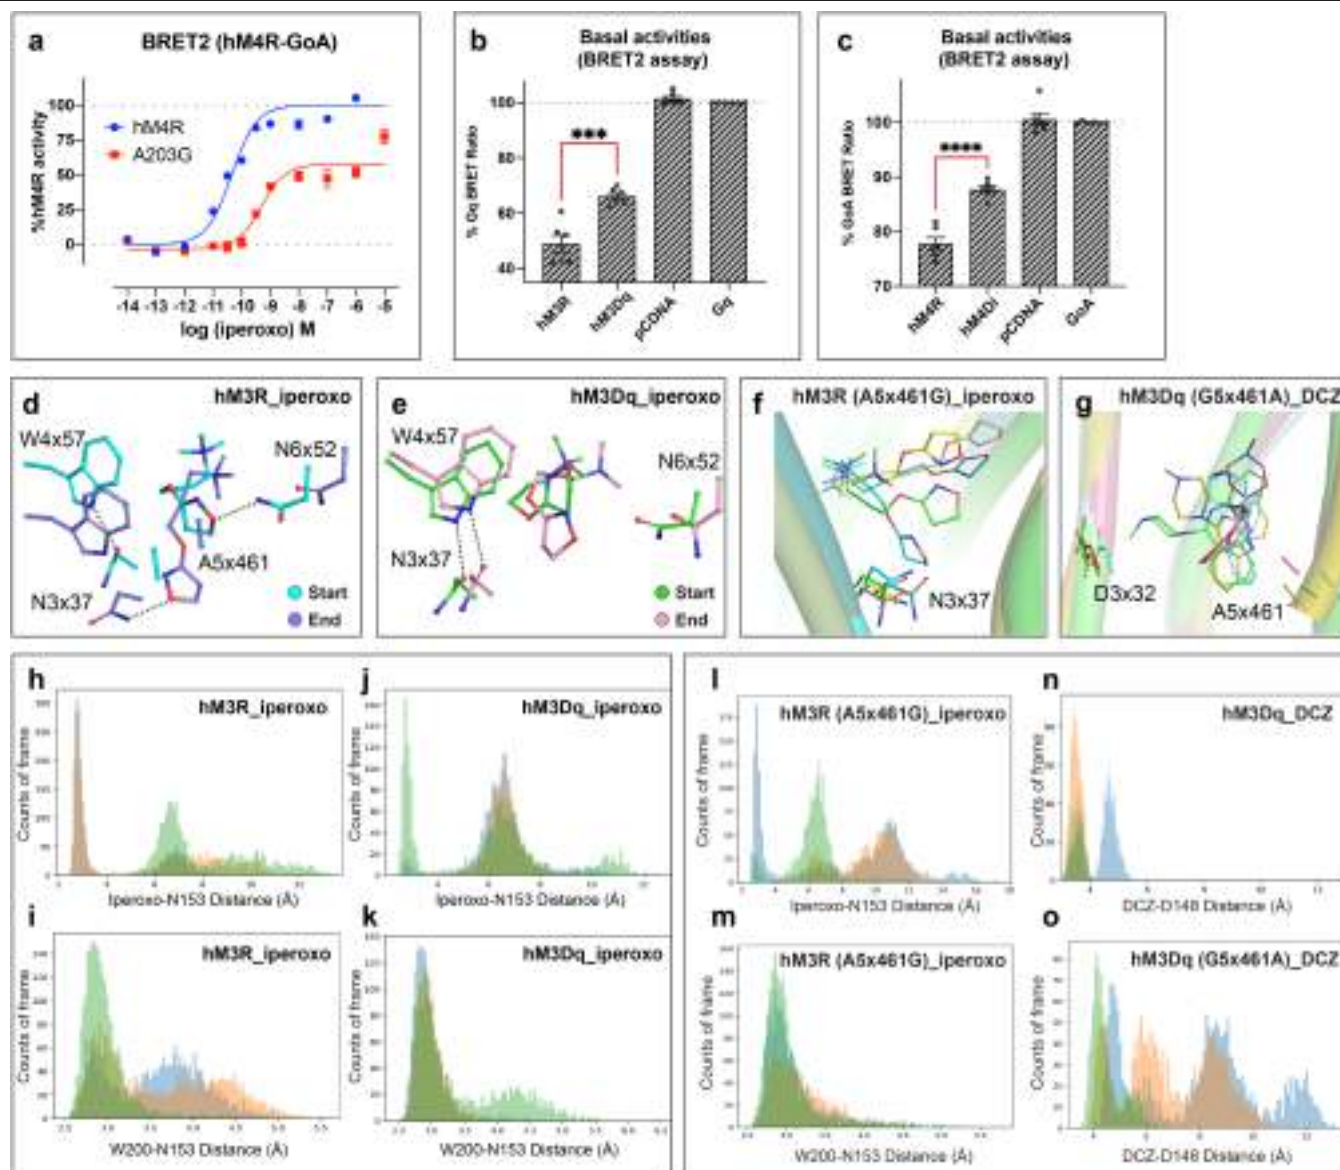 a
BRET2 (hM4R-GoA)
%hM4R activity
100
75
50
25
0
hM4R
A203G
-14 -13 -12 -11 -10 -9 -8 -7 -6 -5
log (iperoxo) M
b
Basal activities
(BRET2 assay)
% Gq BRET Ratio
100
80
60
40
***
hM3R
hM3Dq
pCDNA
Gq
c
Basal activities
(BRET2 assay)
% GoA BRET Ratio
100
90
80
70
****
hM4R
hM4Di
pCDNA
GoA
d
hM3R_iperoxo
W4x57
N6x52
A5x461
N3x37
Start
End
e
hM3Dq_iperoxo
W4x57
N6x52
N3x37
Start
End
f
hM3R (A5x461G)_iperoxo
N3x37
g
hM3Dq (G5x461A)_DCZ
D3x32
A5x461
h
hM3R_iperoxo
Counts of frame
Iperoxo-N153 Distance (Å)
j
hM3Dq_iperoxo
Counts of frame
Iperoxo-N153 Distance (Å)
l
hM3R (A5x461G)_iperoxo
Counts of frame
Iperoxo-N153 Distance (Å)
n
hM3Dq_DCZ
Counts of frame
DCZ-D148 Distance (Å)
i
hM3R_iperoxo
Counts of frame
W200-N153 Distance (Å)
k
hM3Dq_iperoxo
Counts of frame
W200-N153 Distance (Å)
m
hM3R (A5x461G)_iperoxo
Counts of frame
W200-N153 Distance (Å)
o
hM3Dq (G5x461A)_DCZ
Counts of frame
DCZ-D148 Distance (Å)